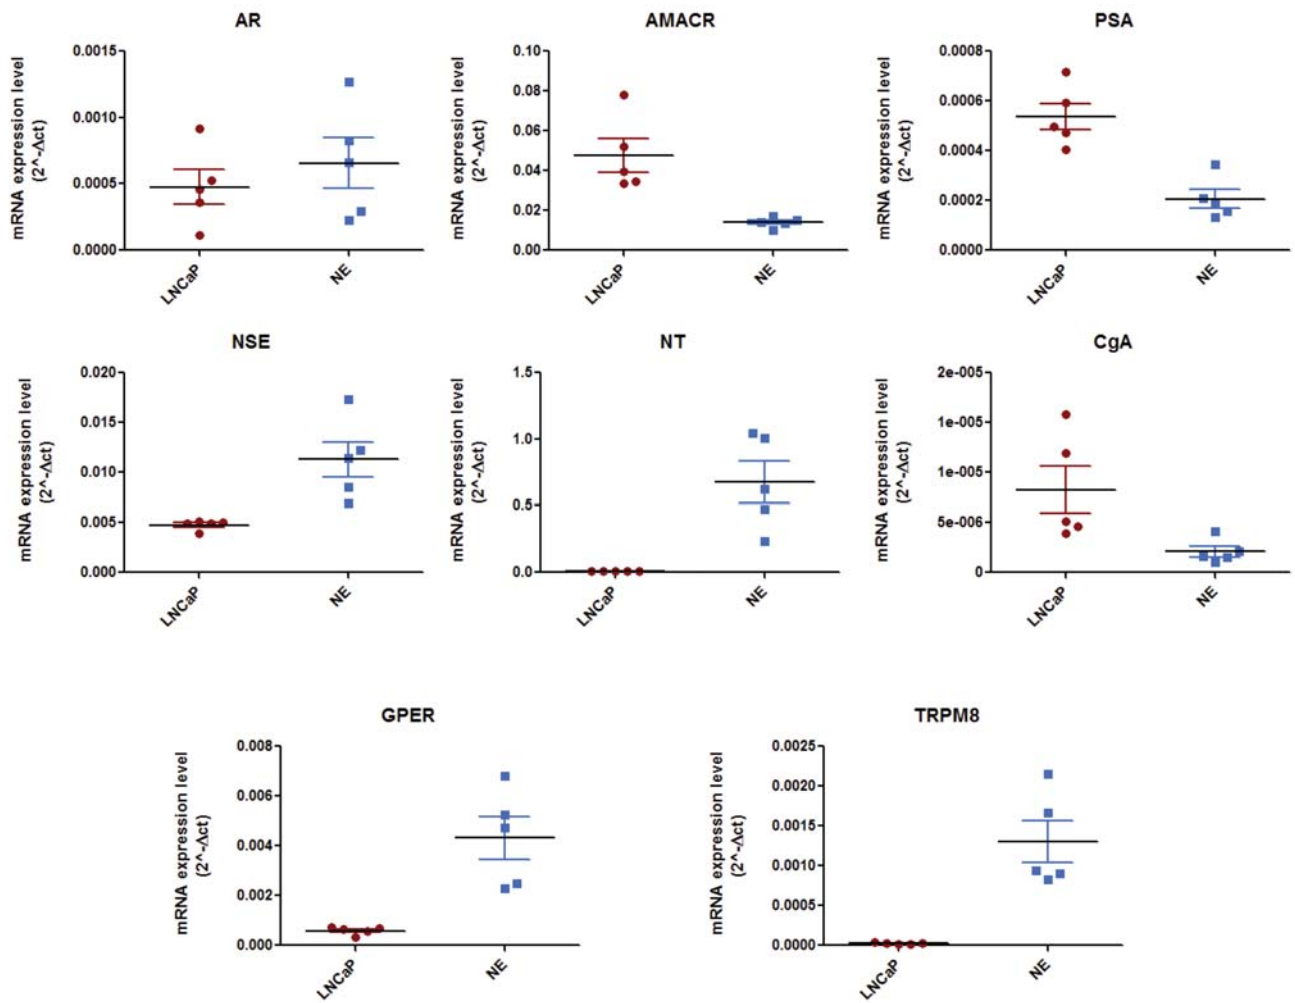 AR
mRNA expression level
(2^-Δct)
0.0015
0.0010
0.0005
0.0000
LNCaP
NE
AMACR
mRNA expression level
(2^-Δct)
0.10
0.08
0.06
0.04
0.02
0.00
LNCaP
NE
PSA
mRNA expression level
(2^-Δct)
0.0008
0.0006
0.0004
0.0002
0.0000
LNCaP
NE
NSE
mRNA expression level
(2^-Δct)
0.020
0.015
0.010
0.005
0.000
LNCaP
NE
NT
mRNA expression level
(2^-Δct)
1.5
1.0
0.5
0.0
LNCaP
NE
CgA
mRNA expression level
(2^-Δct)
2e-005
1e-005
1e-005
5e-006
0
LNCaP
NE
GPER
mRNA expression level
(2^-Δct)
0.008
0.006
0.004
0.002
0.000
LNCaP
NE
TRPM8
mRNA expression level
(2^-Δct)
0.0025
0.0020
0.0015
0.0010
0.0005
0.0000
LNCaP
NE